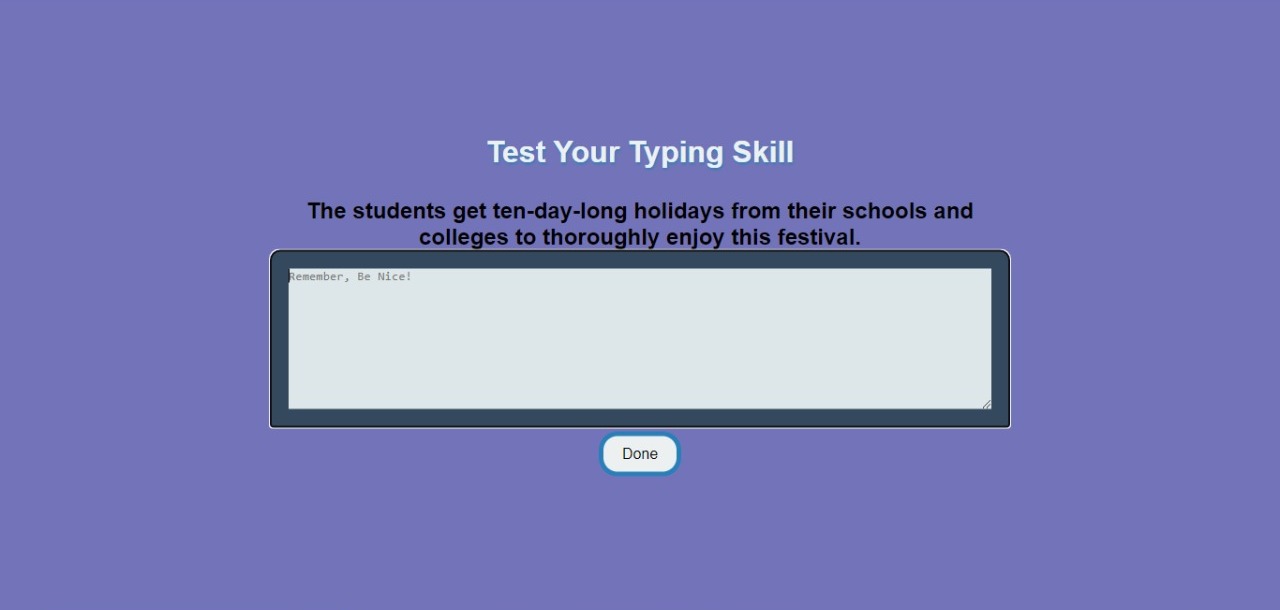 Test Your Typing Skill
The students get ten-day-long holidays from their schools and
colleges to thoroughly enjoy this festival.
Remember, Be Nice!
Done